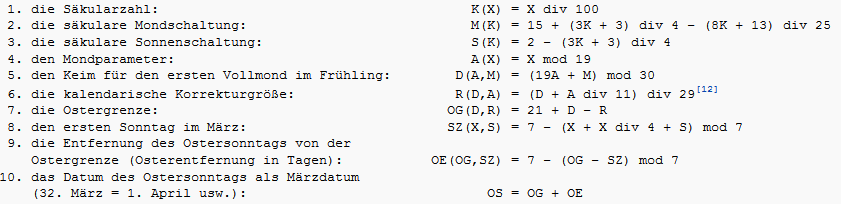 1. die Säkularzahl: K(X) = X div 100
2. die säkulare Mondschaltung: M(K) = 15 + (3K + 3) div 4 − (8K + 13) div 25
3. die säkulare Sonnenschaltung: S(K) = 2 − (3K + 3) div 4
4. den Mondparameter: A(X) = X mod 19
5. den Keim für den ersten Vollmond im Frühling: D(A,M) = (19A + M) mod 30
6. die kalendarische Korrekturgröße: R(D,A) = (D + A div 11) div 29[12]
7. die Ostergrenze: OG(D,R) = 21 + D − R
8. den ersten Sonntag im März: SZ(X,S) = 7 − (X + X div 4 + S) mod 7
9. die Entfernung des Ostersonntags von der
Ostergrenze (Osterentfernung in Tagen): OE(OG,SZ) = 7 − (OG − SZ) mod 7
10. das Datum des Ostersonntags als Märzdatum
(32. März = 1. April usw.): OS = OG + OE